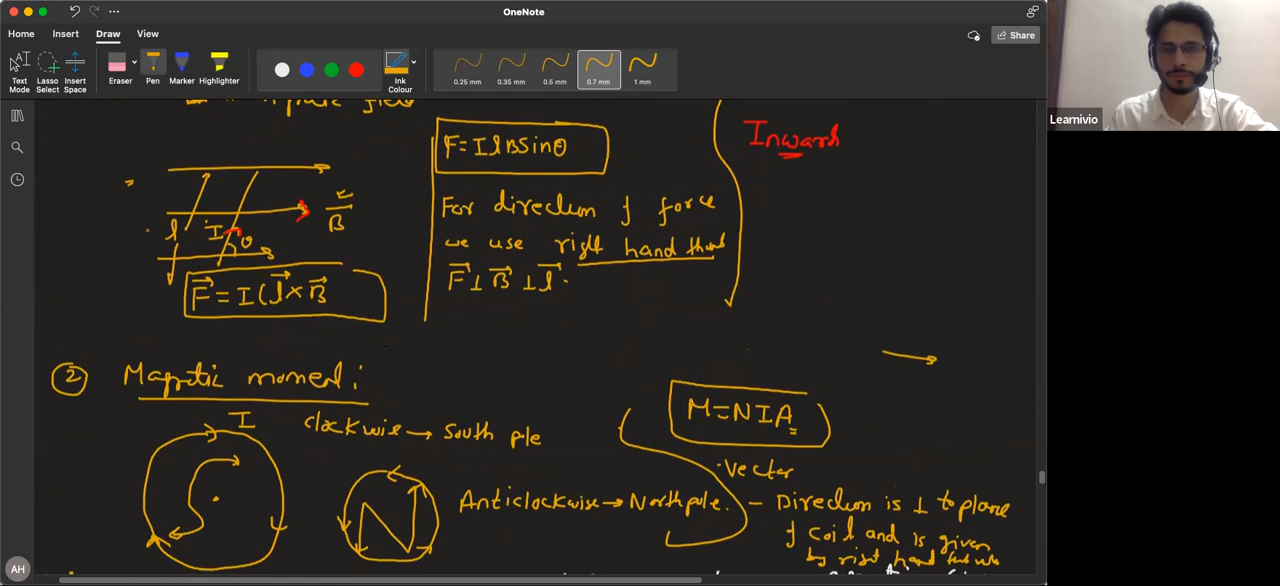 OneNote
Home Insert Draw View
Share
Text Mode
Lasso Select
Insert Space
Eraser
Pen
Marker
Highlighter
Ink Colour
0.25 mm
0.35 mm
0.5 mm
0.7 mm
1 mm
Learnivio
field
F = IlBsinθ
Inward
For direction of force
we use right hand thumb
F⃗ ⊥ B⃗ ⊥ l⃗.
B
l
I
θ
F⃗ = I(l⃗ × B⃗
② Magnetic moment:
M = NIA
I
clockwise → South pole
Vector
Anticlockwise → North pole.
- Direction is ⊥ to plane
of coil and is given
by right hand rule
S
N
AH